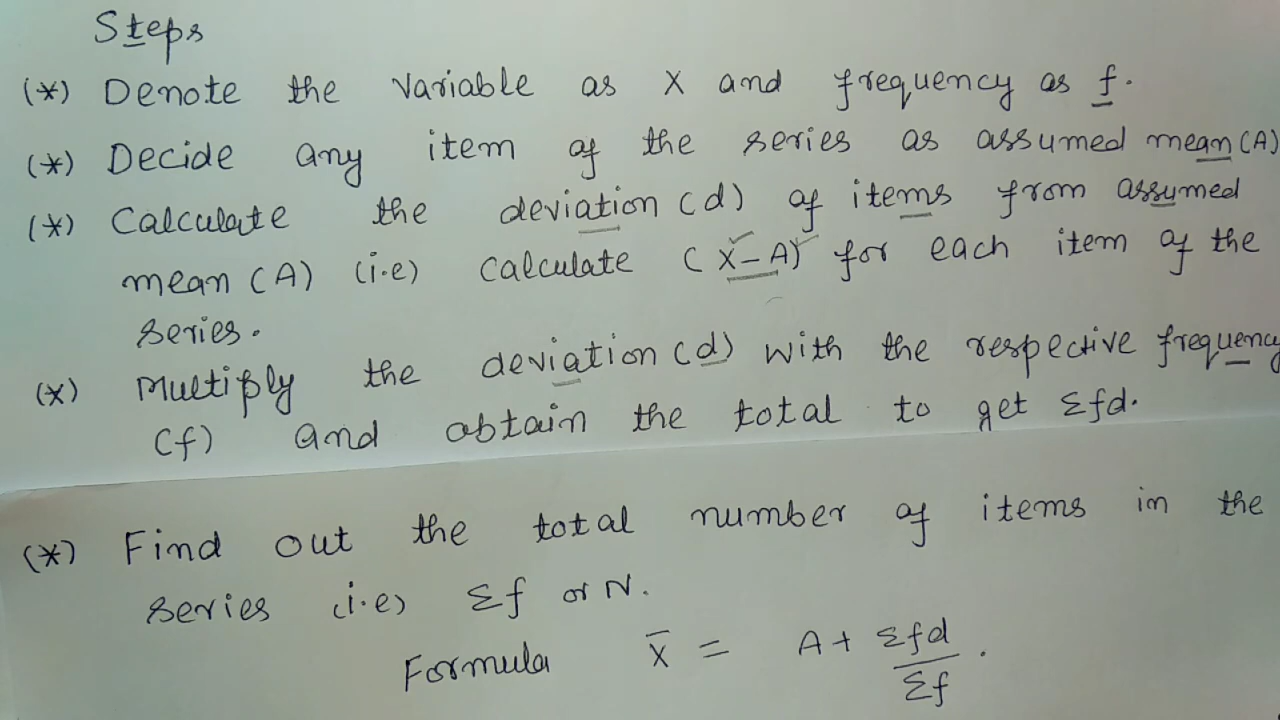 Steps
(*) Denote the variable as X and frequency as f.
(*) Decide any item of the series as assumed mean (A)
(*) Calculate the deviation (d) of items from assumed
mean (A) (i.e) calculate (X-A) for each item of the
series.
(*) Multiply the deviation (d) with the respective frequency
(f) and obtain the total to get Σfd.
(*) Find out the total number of items in the
series (i.e) Σf or N.
Formula X̄ = A + Σfd/Σf.